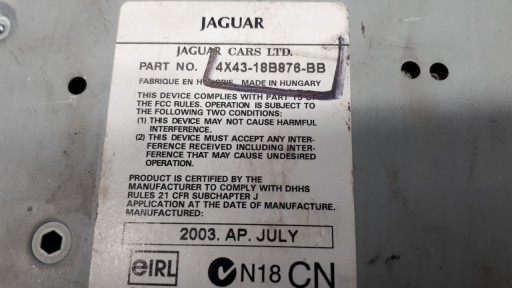 JAGUAR
JAGUAR CARS LTD.
PART NO. 4X43-18B876-BB
FABRIQUE EN HONGRIE MADE IN HUNGARY
THIS DEVICE COMPLIES WITH PART 15 OF
THE FCC RULES. OPERATION IS SUBJECT TO
THE FOLLOWING TWO CONDITIONS:
(1) THIS DEVICE MAY NOT CAUSE HARMFUL
INTERFERENCE.
(2) THIS DEVICE MUST ACCEPT ANY INTER-
FERENCE RECEIVED INCLUDING INTER-
FERENCE THAT MAY CAUSE UNDESIRED
OPERATION.
PRODUCT IS CERTIFIED BY THE
MANUFACTURER TO COMPLY WITH DHHS
RULES 21 CFR SUBCHAPTER J
APPLICATION AT THE DATE OF MANUFACTURE.
MANUFACTURED:
2003. AP. JULY
eIRL N18 CN